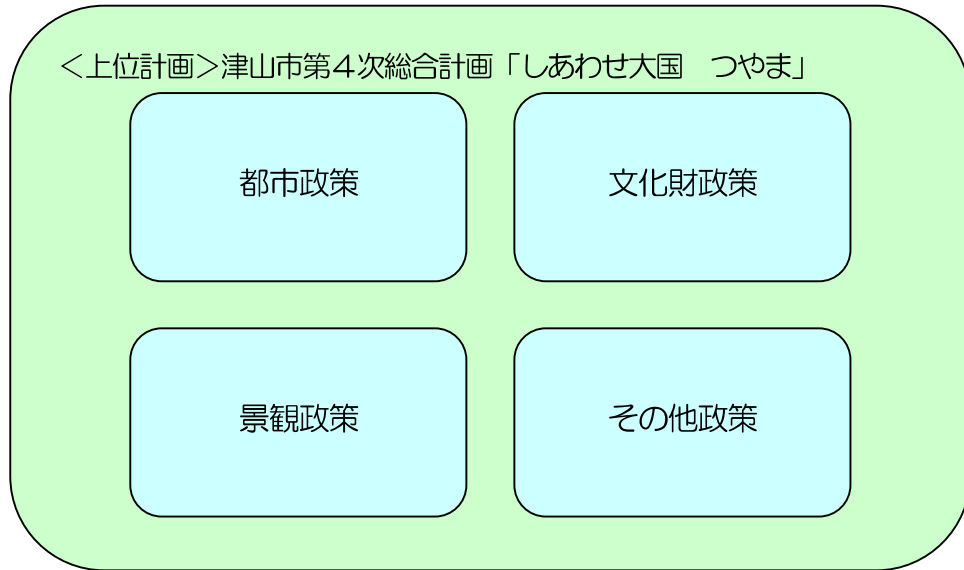 ＜上位計画＞津山市第４次総合計画「しあわせ大国　つやま」
都市政策
文化財政策
景観政策
その他政策